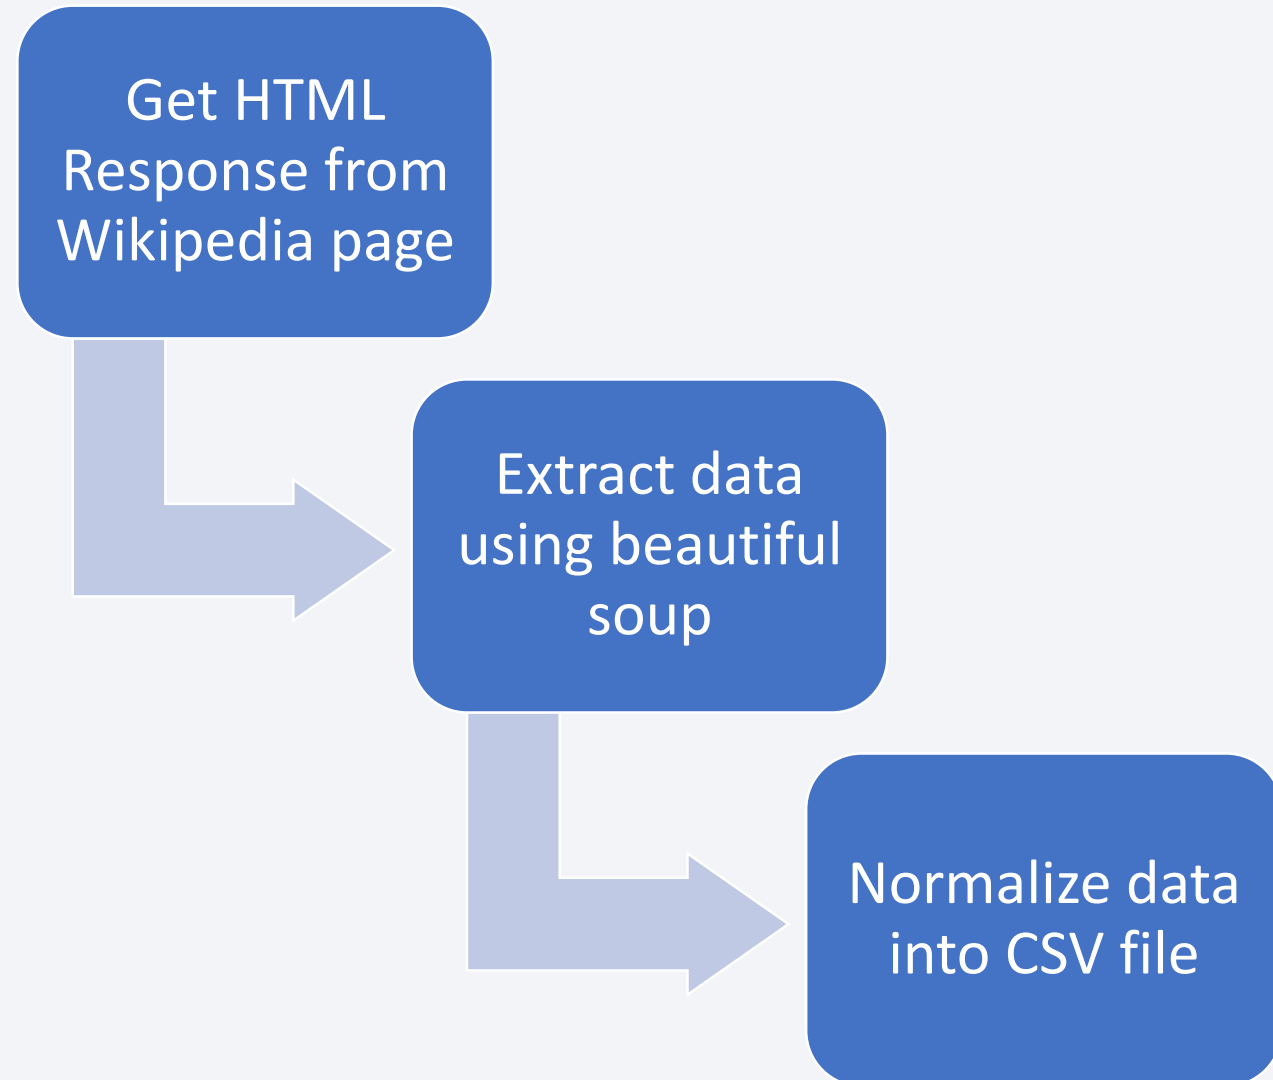 Get HTML
Response from
Wikipedia page
Extract data
using beautiful
soup
Normalize data
into CSV file